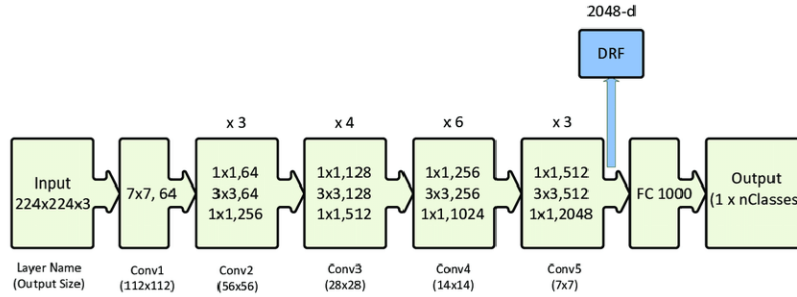 2048-d
DRF
x 3
x 4
x 6
x 3
Input
224x224x3
7x7, 64
1x1,64
3x3,64
1x1,256
1x1,128
3x3,128
1x1,512
1x1,256
3x3,256
1x1,1024
1x1,512
3x3,512
1x1,2048
FC 1000
Output
(1 x nClasses
Layer Name
(Output Size)
Conv1
(112x112)
Conv2
(56x56)
Conv3
(28x28)
Conv4
(14x14)
Conv5
(7x7)